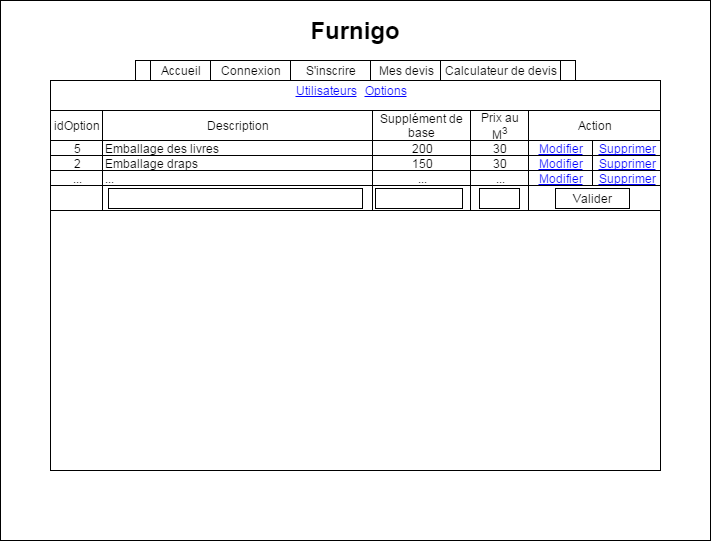 Furnigo
Accueil Connexion S'inscrire Mes devis Calculateur de devis
Utilisateurs Options
idOption Description Supplément de base Prix au M³ Action
5 Emballage des livres 200 30 Modifier Supprimer
2 Emballage draps 150 30 Modifier Supprimer
... ... ... ... Modifier Supprimer
Valider